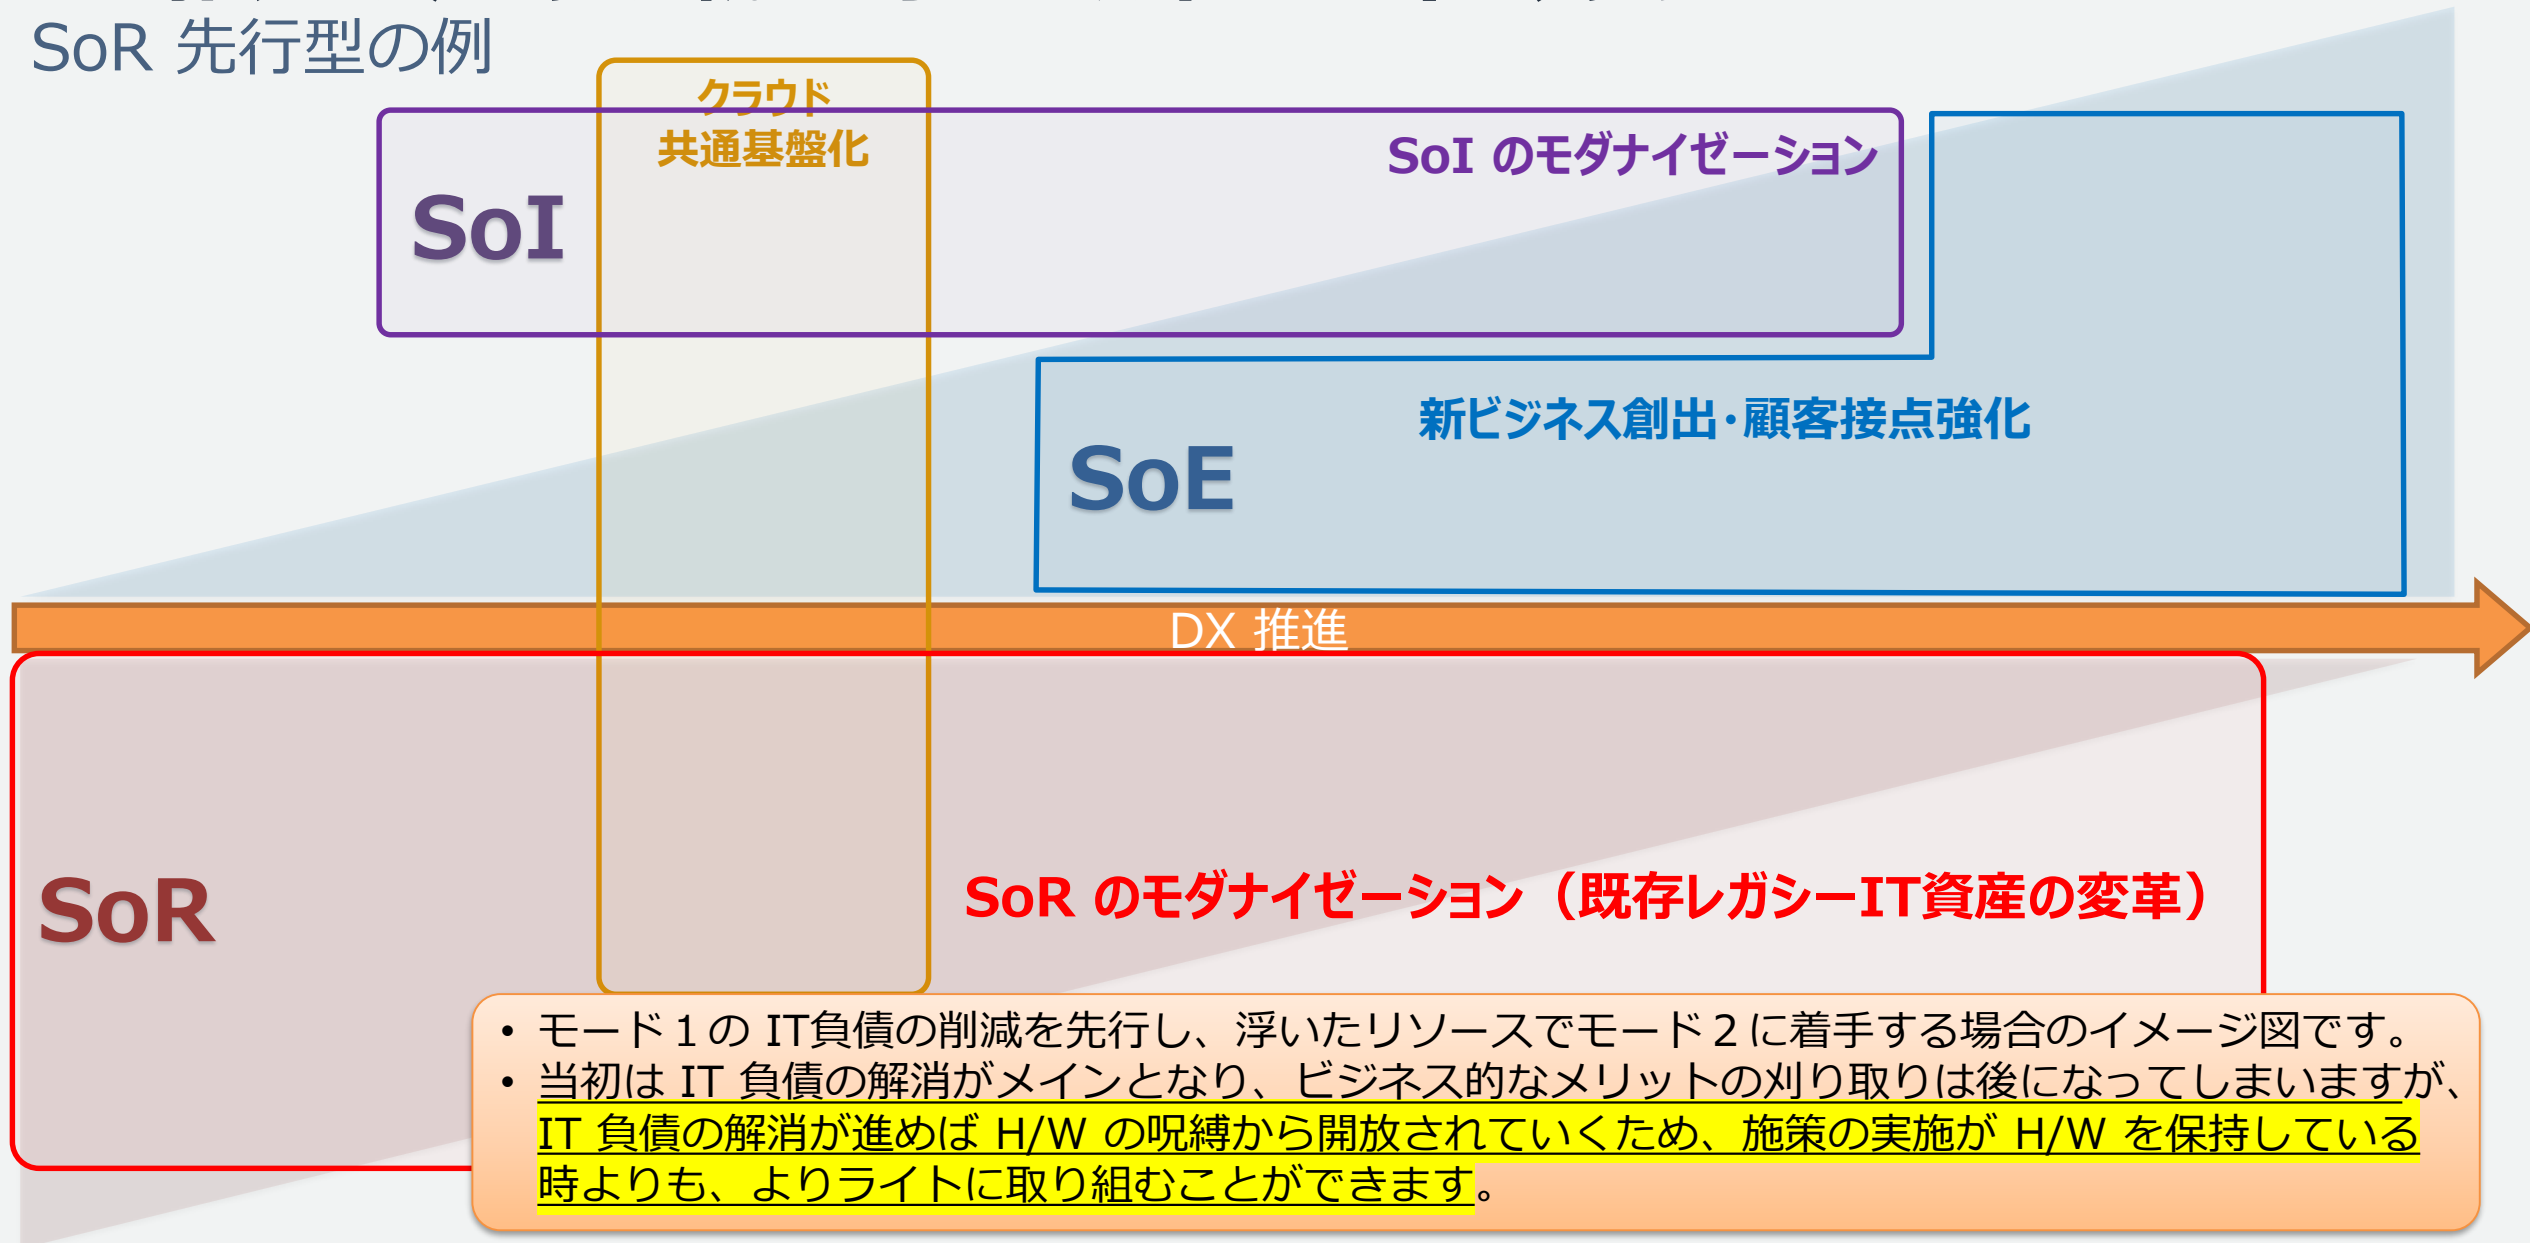 SoR 先行型の例
クラウド
共通基盤化
SoI のモダナイゼーション
SoI
新ビジネス創出・顧客接点強化
SoE
DX 推進
SoR のモダナイゼーション（既存レガシーIT資産の変革）
SoR
• モード１の IT負債の削減を先行し、浮いたリソースでモード２に着手する場合のイメージ図です。
• 当初は IT 負債の解消がメインとなり、ビジネス的なメリットの刈り取りは後になってしまいますが、
IT 負債の解消が進めば H/W の呪縛から開放されていくため、施策の実施が H/W を保持している
時よりも、よりライトに取り組むことができます。